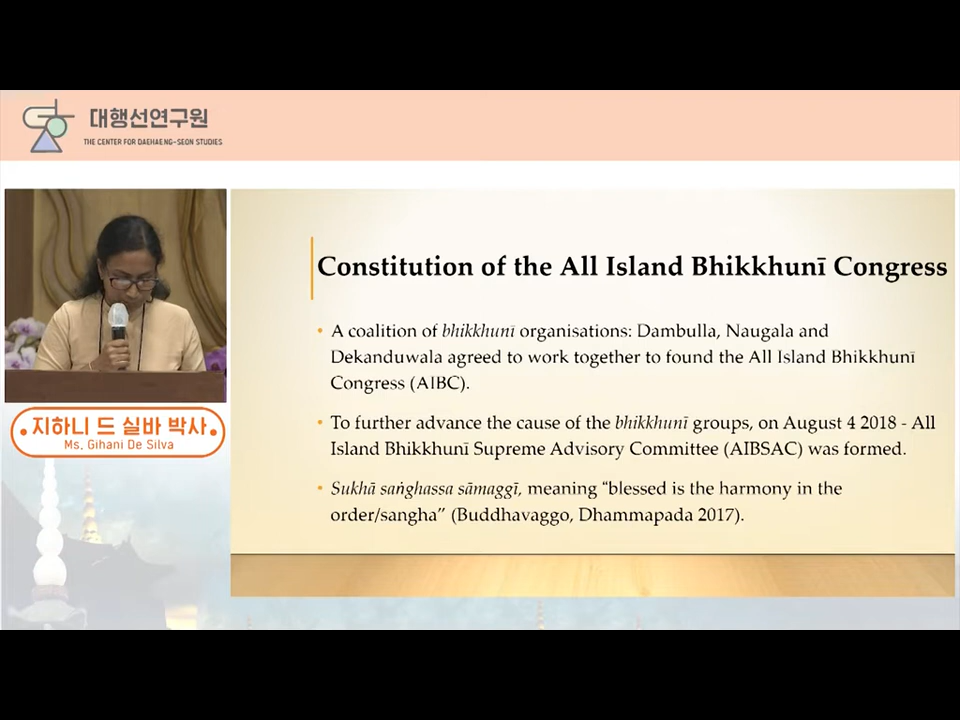 대행선연구원
THE CENTER FOR DAEHAENG-SEON STUDIES
Constitution of the All Island Bhikkhunī Congress
• A coalition of bhikkhunī organisations: Dambulla, Naugala and
Dekanduwala agreed to work together to found the All Island Bhikkhunī
Congress (AIBC).
• To further advance the cause of the bhikkhunī groups, on August 4 2018 - All
Island Bhikkhunī Supreme Advisory Committee (AIBSAC) was formed.
• Sukhā saṅghassa sāmaggī, meaning “blessed is the harmony in the
order/sangha” (Buddhavaggo, Dhammapada 2017).
지하니 드 실바 박사
Ms. Gihani De Silva